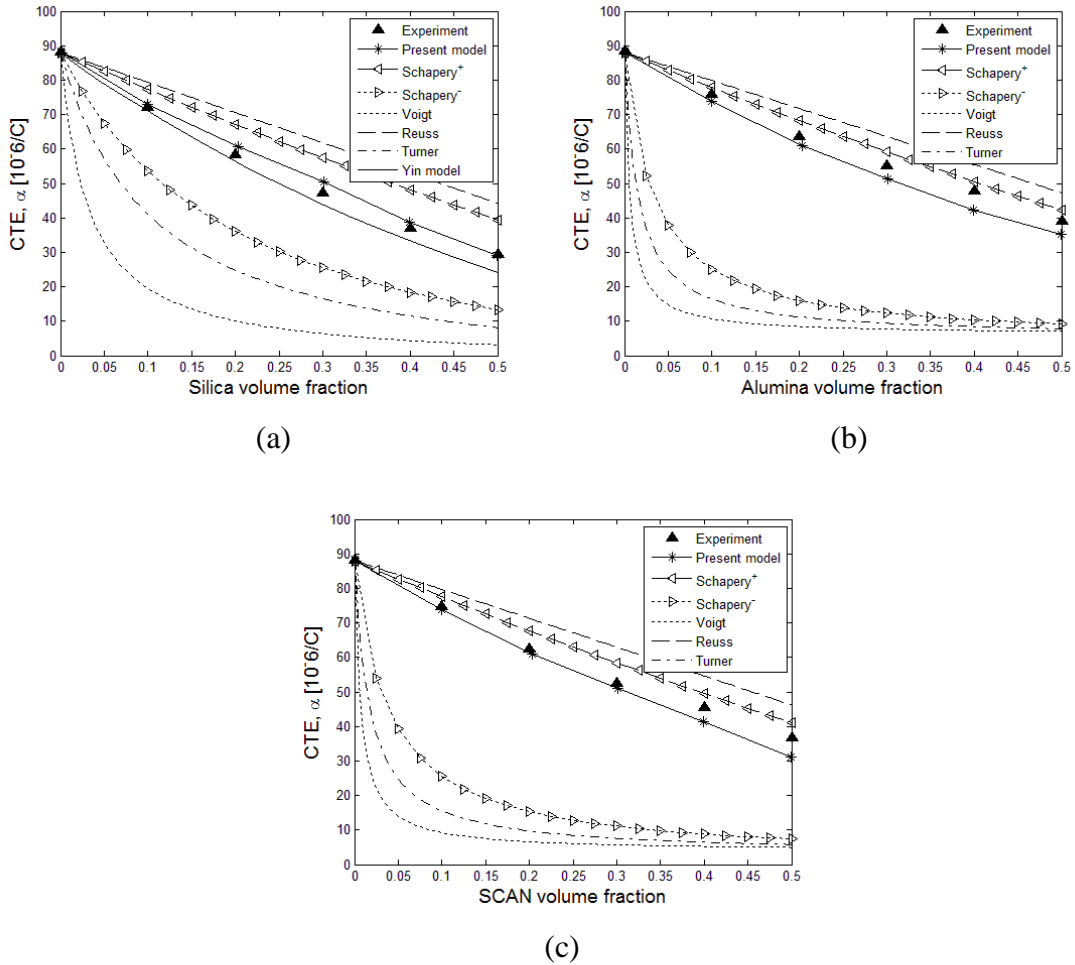 100
90
80
70
60
50
40
30
20
10
0
CTE, α [10^-6/C]
0 0.05 0.1 0.15 0.2 0.25 0.3 0.35 0.4 0.45 0.5
Silica volume fraction
Experiment
Present model
Schapery+
Schapery-
Voigt
Reuss
Turner
Yin model
(a)
100
90
80
70
60
50
40
30
20
10
0
CTE, α [10^-6/C]
0 0.05 0.1 0.15 0.2 0.25 0.3 0.35 0.4 0.45 0.5
Alumina volume fraction
Experiment
Present model
Schapery+
Schapery-
Voigt
Reuss
Turner
(b)
100
90
80
70
60
50
40
30
20
10
0
CTE, α [10^-6/C]
0 0.05 0.1 0.15 0.2 0.25 0.3 0.35 0.4 0.45 0.5
SCAN volume fraction
Experiment
Present model
Schapery+
Schapery-
Voigt
Reuss
Turner
(c)